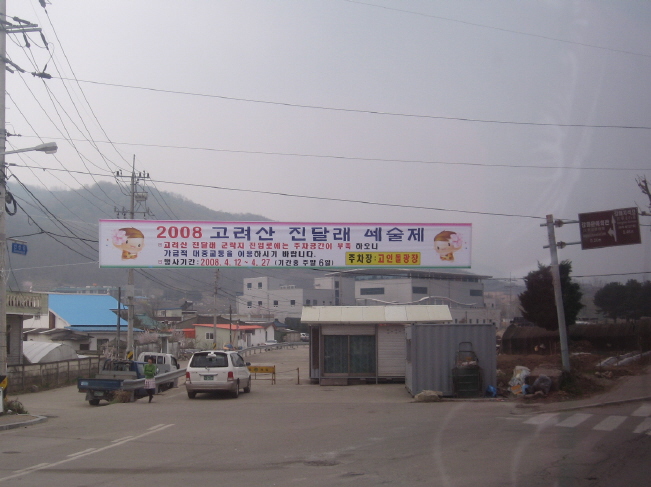 2008 고려산 진달래 예술제
고려산 진달래 군락지 진입로에는 주차공간이 부족 하오니
가급적 대중교통을 이용하시기 바랍니다.
행사기간: 2008. 4. 12 ~ 4. 27 (기간중 주말 6일)
주차장: 고인돌광장